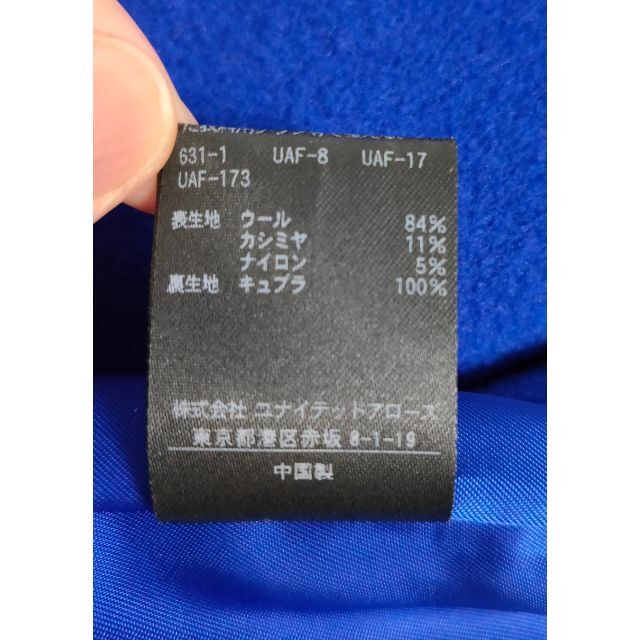 631-1 UAF-8 UAF-17
UAF-173
表生地 ウール 84%
カシミヤ 11%
ナイロン 5%
裏生地 キュプラ 100%
株式会社 ユナイテッドアローズ
東京都港区赤坂 8-1-19
中国製